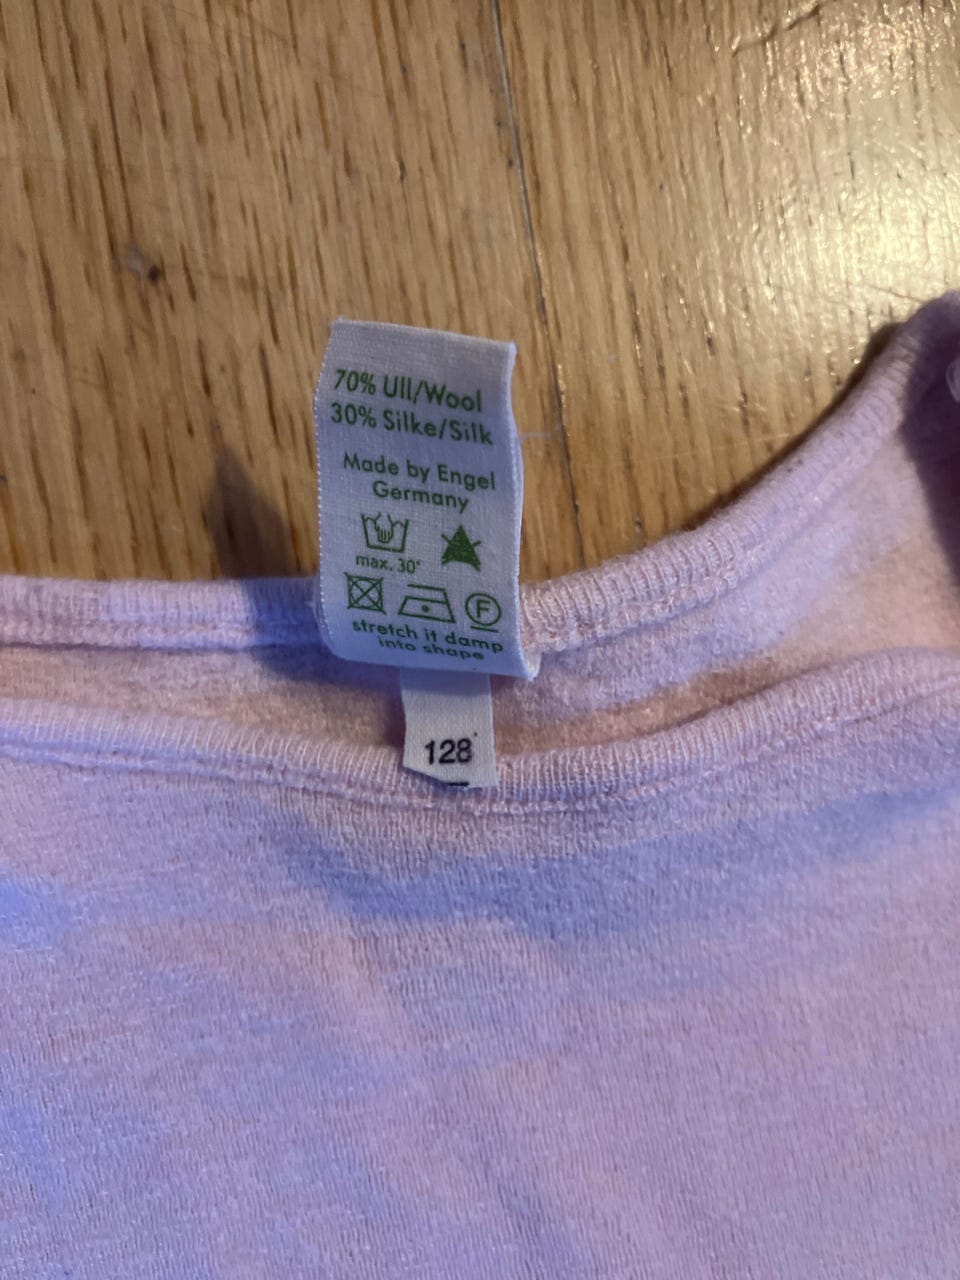 70% Ull/Wool
30% Silke/Silk
Made by Engel
Germany
max. 30°
F
stretch it damp
into shape
128